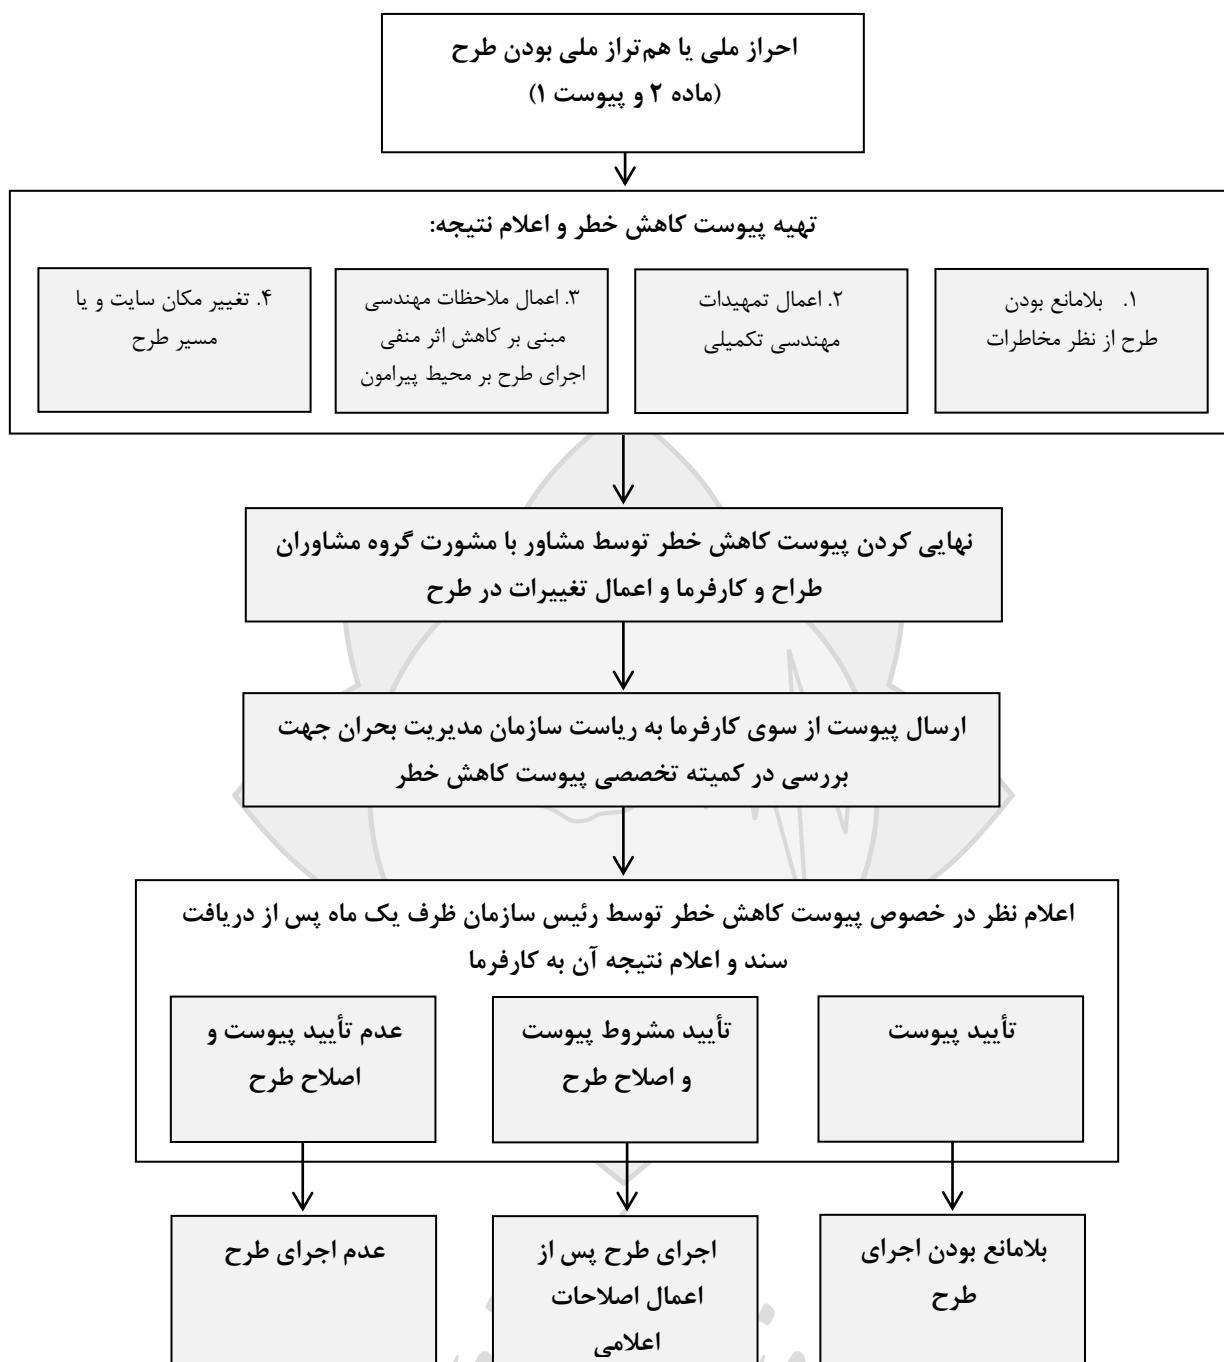 احراز ملی یا هم‌تراز ملی بودن طرح
(ماده ۲ و پیوست ۱)
تهیه پیوست کاهش خطر و اعلام نتیجه:
۱. بلامانع بودن
طرح از نظر مخاطرات
۲. اعمال تمهیدات
مهندسی تکمیلی
۳. اعمال ملاحظات مهندسی
مبنی بر کاهش اثر منفی
اجرای طرح بر محیط پیرامون
۴. تغییر مکان سایت و یا
مسیر طرح
نهایی کردن پیوست کاهش خطر توسط مشاور با مشورت گروه مشاوران
طراح و کارفرما و اعمال تغییرات در طرح
ارسال پیوست از سوی کارفرما به ریاست سازمان مدیریت بحران جهت
بررسی در کمیته تخصصی پیوست کاهش خطر
اعلام نظر در خصوص پیوست کاهش خطر توسط رئیس سازمان ظرف یک ماه پس از دریافت
سند و اعلام نتیجه آن به کارفرما
تأیید پیوست
تأیید مشروط پیوست
و اصلاح طرح
عدم تأیید پیوست و
اصلاح طرح
بلامانع بودن اجرای
طرح
اجرای طرح پس از
اعمال اصلاحات
اعلامی
عدم اجرای طرح